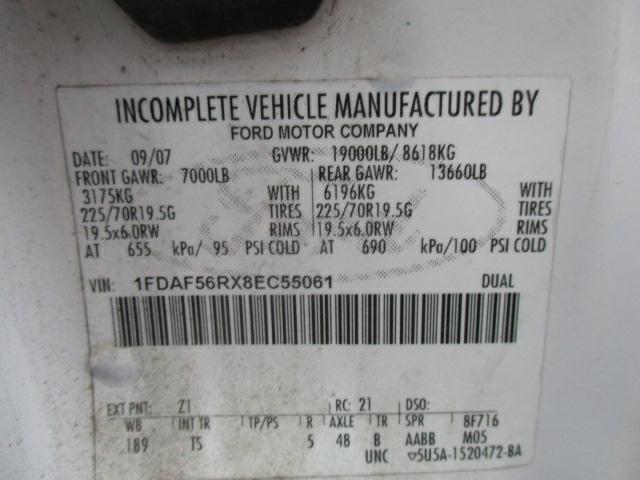 INCOMPLETE VEHICLE MANUFACTURED BY
FORD MOTOR COMPANY
DATE: 09/07 GVWR: 19000LB/ 8618KG
FRONT GAWR: 7000LB REAR GAWR: 13660LB
3175KG WITH 6196KG WITH
225/70R19.5G TIRES 225/70R19.5G TIRES
19.5x6.0RW RIMS 19.5x6.0RW RIMS
AT 655 kPa/ 95 PSI COLD AT 690 kPa/100 PSI COLD
VIN: 1FDAF56RX8EC55061 DUAL
EXT PNT: Z1 RC: 21 DSO:
WB INT TR TP/PS R AXLE TR SPR 8F716
189 TS 5 48 B AABB M05
UNC ▽5U5A-1520472-BA